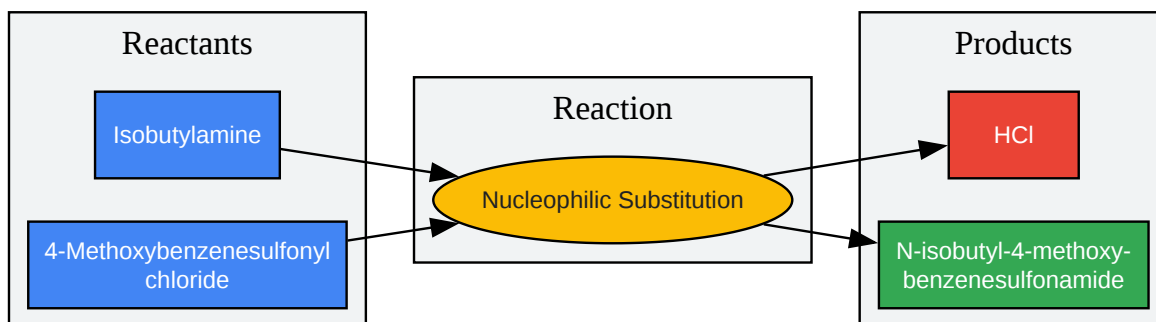 Reactants
Isobutylamine
4-Methoxybenzenesulfonyl
chloride
Reaction
Nucleophilic Substitution
Products
HCl
N-isobutyl-4-methoxy-
benzenesulfonamide